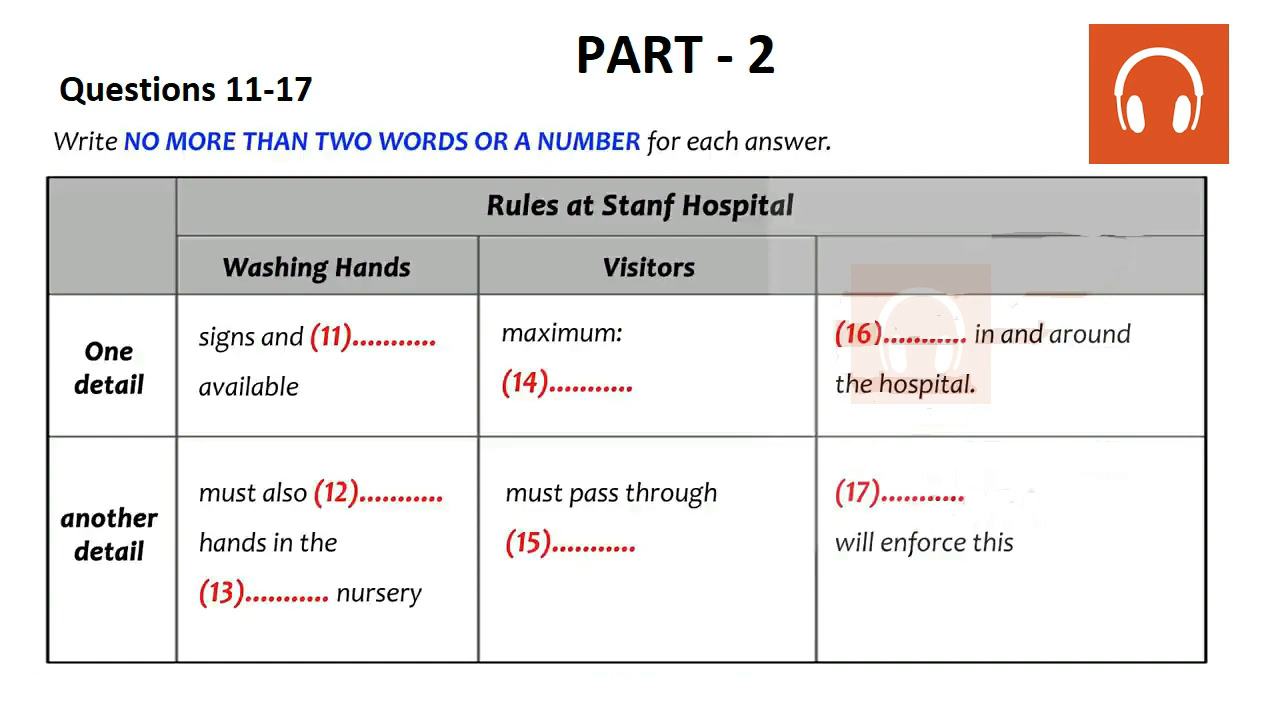 PART - 2
Questions 11-17
Write NO MORE THAN TWO WORDS OR A NUMBER for each answer.
Rules at Stanf Hospital
Washing Hands
Visitors
One
detail
signs and (11)...........
available
maximum:
(14)...........
(16)........... in and around
the hospital.
another
detail
must also (12)...........
hands in the
(13)........... nursery
must pass through
(15)...........
(17)...........
will enforce this